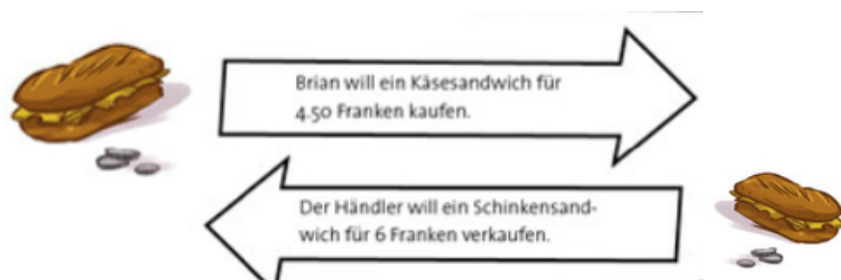 Brian will ein Käsesandwich für
4.50 Franken kaufen.
Der Händler will ein Schinkensand-
wich für 6 Franken verkaufen.